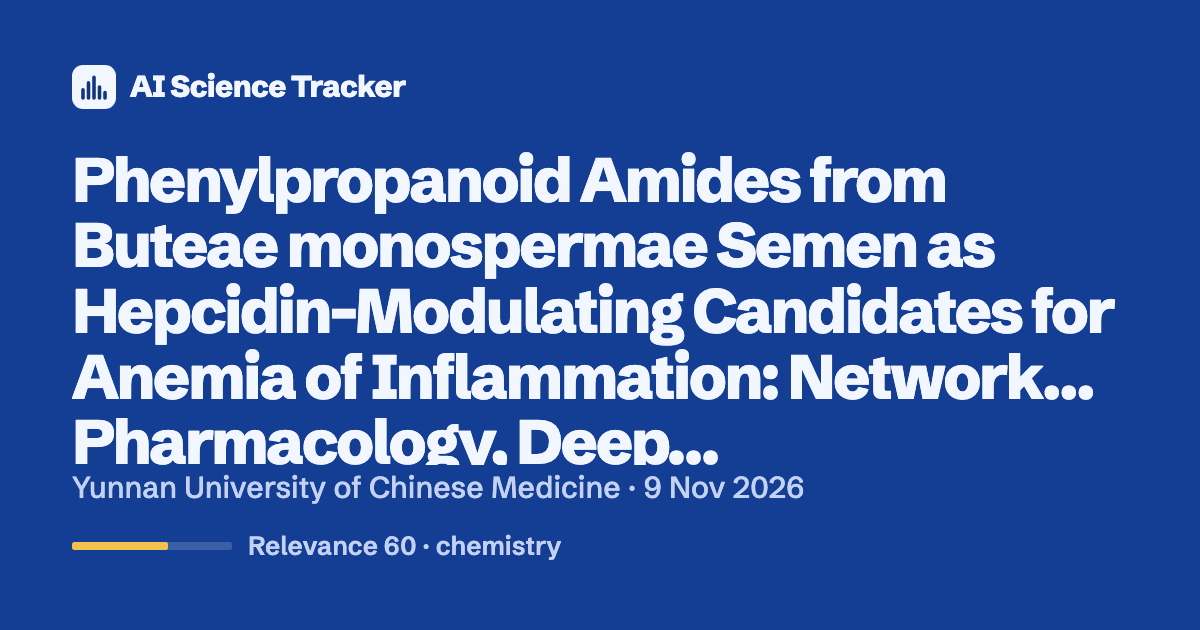 AI Science Tracker
Phenylpropanoid Amides from
Buteae monospermae Semen as
Hepcidin-Modulating Candidates for
Anemia of Inflammation: Network...
Pharmacology, Deep...
Yunnan University of Chinese Medicine · 9 Nov 2026
Relevance 60 · chemistry